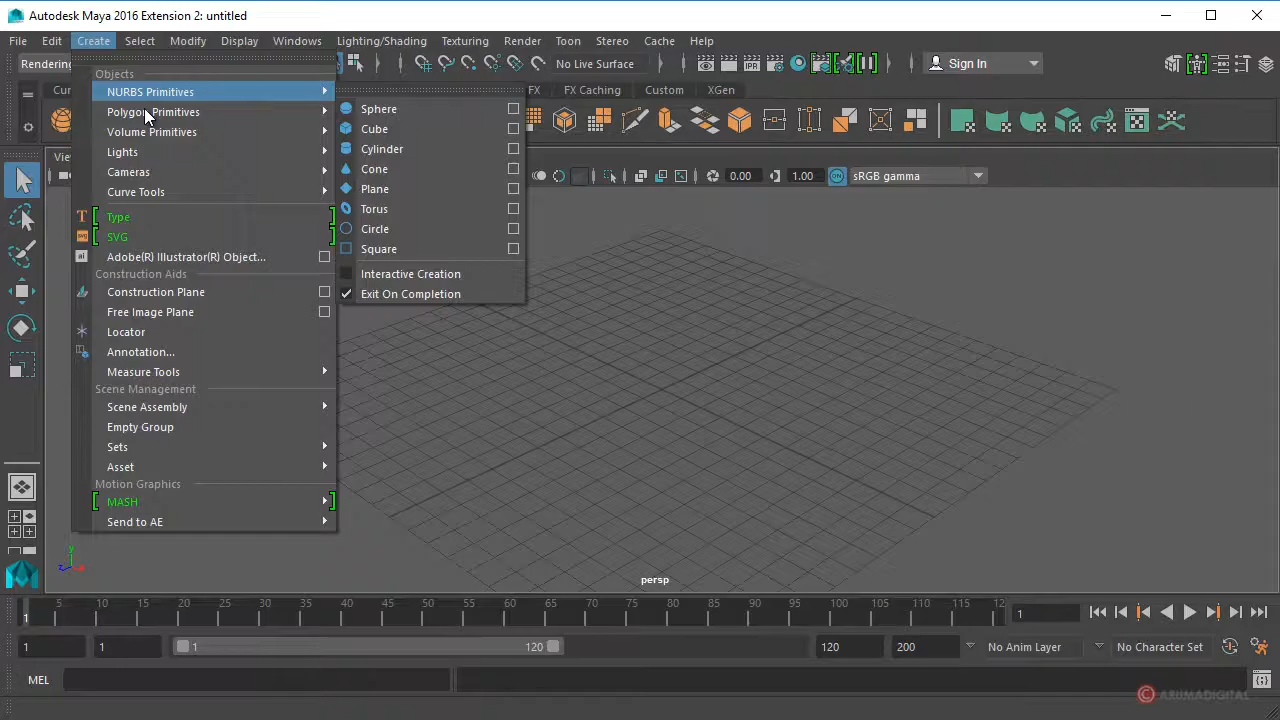 Autodesk Maya 2016 Extension 2: untitled
File Edit Create Select Modify Display Windows Lighting/Shading Texturing Render Toon Stereo Cache Help
Rendering No Live Surface Sign In
FX FX Caching Custom XGen
Objects
NURBS Primitives
Polygon Primitives
Volume Primitives
Lights
Cameras
Curve Tools
Type
SVG
Adobe(R) Illustrator(R) Object...
Construction Aids
Construction Plane
Free Image Plane
Locator
Annotation...
Measure Tools
Scene Management
Scene Assembly
Empty Group
Sets
Asset
Motion Graphics
MASH
Send to AE
Sphere
Cube
Cylinder
Cone
Plane
Torus
Circle
Square
Interactive Creation
Exit On Completion
0.00 1.00 ON sRGB gamma
persp
5 10 15 20 25 30 35 40 45 50 55 60 65 70 75 80 85 90 95 100 105 110 115 12
1 1
1 1 1 120 120 200 No Anim Layer No Character Set
MEL
© ARUMADIGITAL